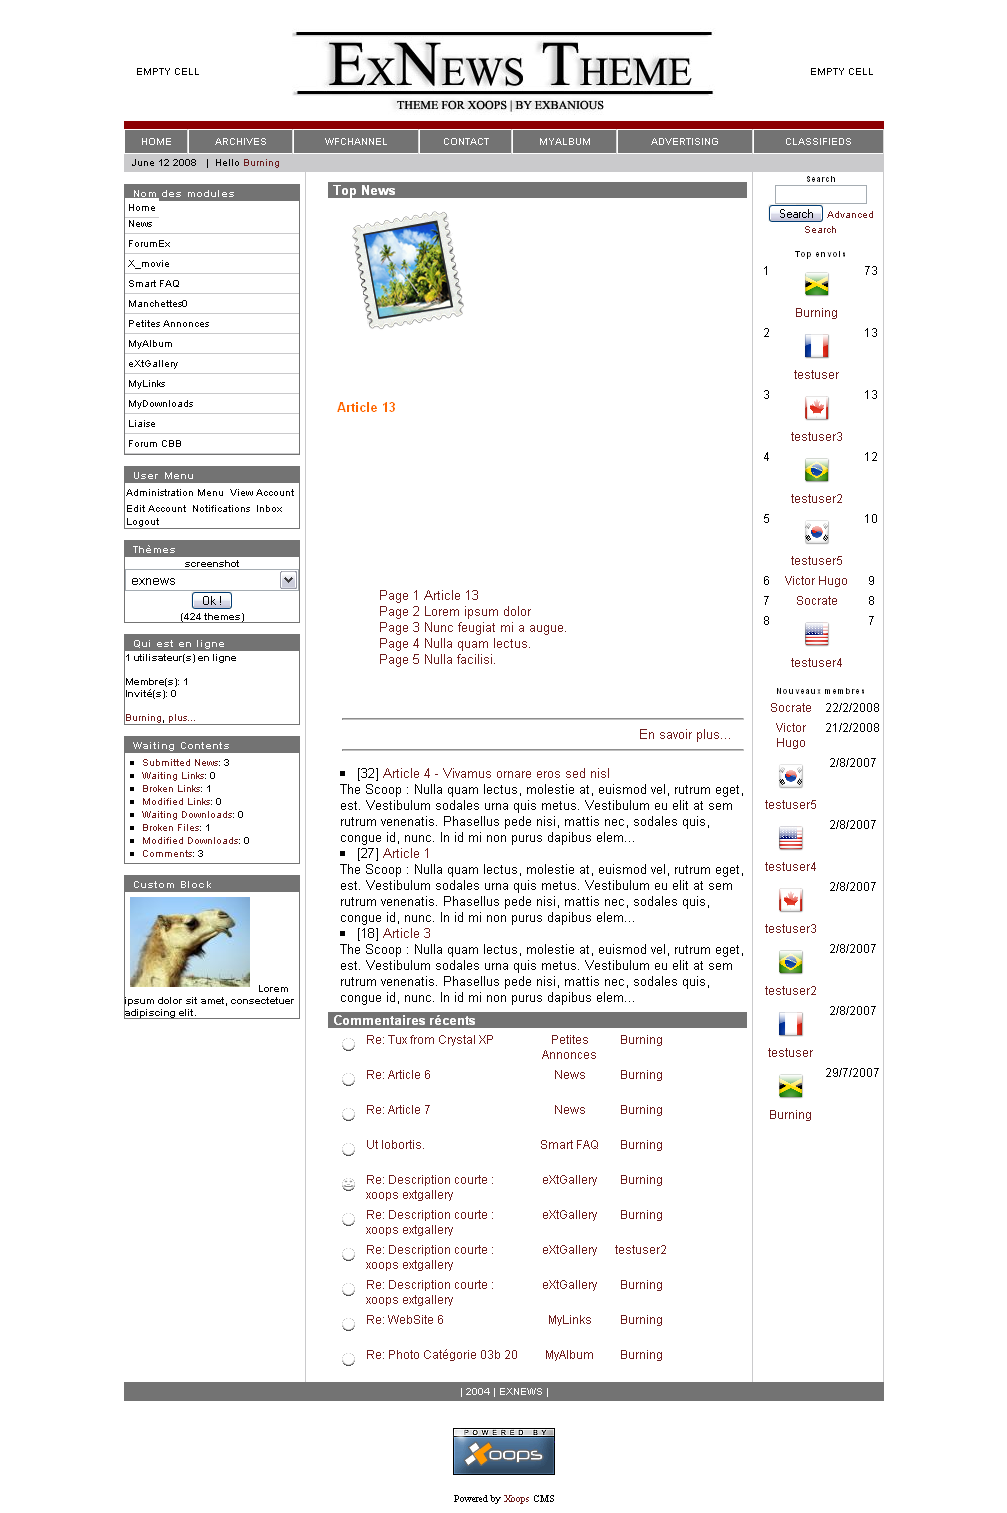 EMPTY CELL
ExNews Theme
THEME FOR XOOPS | BY EXBANIOUS
EMPTY CELL
HOME ARCHIVES WFCHANNEL CONTACT MYALBUM ADVERTISING CLASSIFIEDS
June 12 2008 | Hello Burning
Nom des modules
Home
News
ForumEx
X_movie
Smart FAQ
Manchettes0
Petites Annonces
MyAlbum
eXtGallery
MyLinks
MyDownloads
Liaise
Forum CBB
User Menu
Administration Menu View Account
Edit Account Notifications Inbox
Logout
Thèmes
screenshot
exnews
Ok !
(424 themes)
Qui est en ligne
1 utilisateur(s) en ligne
Membre(s): 1
Invité(s): 0
Burning, plus...
Waiting Contents
Submitted News: 3
Waiting Links: 0
Broken Links: 1
Modified Links: 0
Waiting Downloads: 0
Broken Files: 1
Modified Downloads: 0
Comments: 3
Custom Block
Lorem
ipsum dolor sit amet, consectetuer
adipiscing elit.
Top News
Article 13
Page 1 Article 13
Page 2 Lorem ipsum dolor
Page 3 Nunc feugiat mi a augue.
Page 4 Nulla quam lectus.
Page 5 Nulla facilisi.
En savoir plus...
[32] Article 4 - Vivamus ornare eros sed nisl
The Scoop : Nulla quam lectus, molestie at, euismod vel, rutrum eget,
est. Vestibulum sodales urna quis metus. Vestibulum eu elit at sem
rutrum venenatis. Phasellus pede nisi, mattis nec, sodales quis,
congue id, nunc. In id mi non purus dapibus elem...
[27] Article 1
The Scoop : Nulla quam lectus, molestie at, euismod vel, rutrum eget,
est. Vestibulum sodales urna quis metus. Vestibulum eu elit at sem
rutrum venenatis. Phasellus pede nisi, mattis nec, sodales quis,
congue id, nunc. In id mi non purus dapibus elem...
[18] Article 3
The Scoop : Nulla quam lectus, molestie at, euismod vel, rutrum eget,
est. Vestibulum sodales urna quis metus. Vestibulum eu elit at sem
rutrum venenatis. Phasellus pede nisi, mattis nec, sodales quis,
congue id, nunc. In id mi non purus dapibus elem...
Commentaires récents
Re: Tux from Crystal XP Petites Burning
Annonces
Re: Article 6 News Burning
Re: Article 7 News Burning
Ut lobortis. Smart FAQ Burning
Re: Description courte : eXtGallery Burning
xoops extgallery
Re: Description courte : eXtGallery Burning
xoops extgallery
Re: Description courte : eXtGallery testuser2
xoops extgallery
Re: Description courte : eXtGallery Burning
xoops extgallery
Re: WebSite 6 MyLinks Burning
Re: Photo Catégorie 03b 20 MyAlbum Burning
Search
Search Advanced
Search
Top envois
1 73
Burning
2 13
testuser
3 13
testuser3
4 12
testuser2
5 10
testuser5
6 Victor Hugo 9
7 Socrate 8
8 7
testuser4
Nouveaux membres
Socrate 22/2/2008
Victor 21/2/2008
Hugo
2/8/2007
testuser5
2/8/2007
testuser4
2/8/2007
testuser3
2/8/2007
testuser2
2/8/2007
testuser
29/7/2007
Burning
| 2004 | EXNEWS |
POWERED BY
Xoops
Powered by Xoops CMS